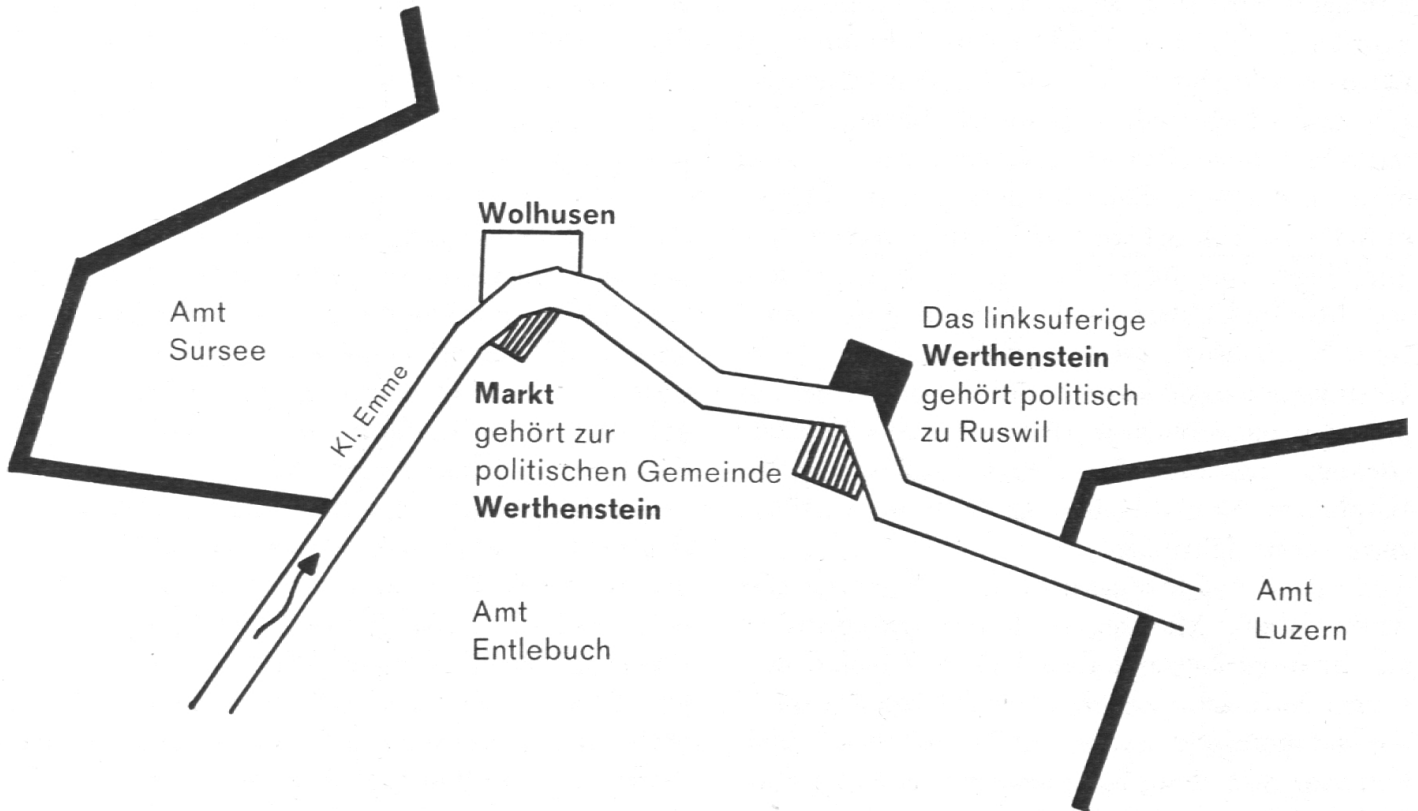 Wolhusen
Amt
Sursee
Kl. Emme
Markt
gehört zur
politischen Gemeinde
Werthenstein
Das linksuferige
Werthenstein
gehört politisch
zu Ruswil
Amt
Entlebuch
Amt
Luzern